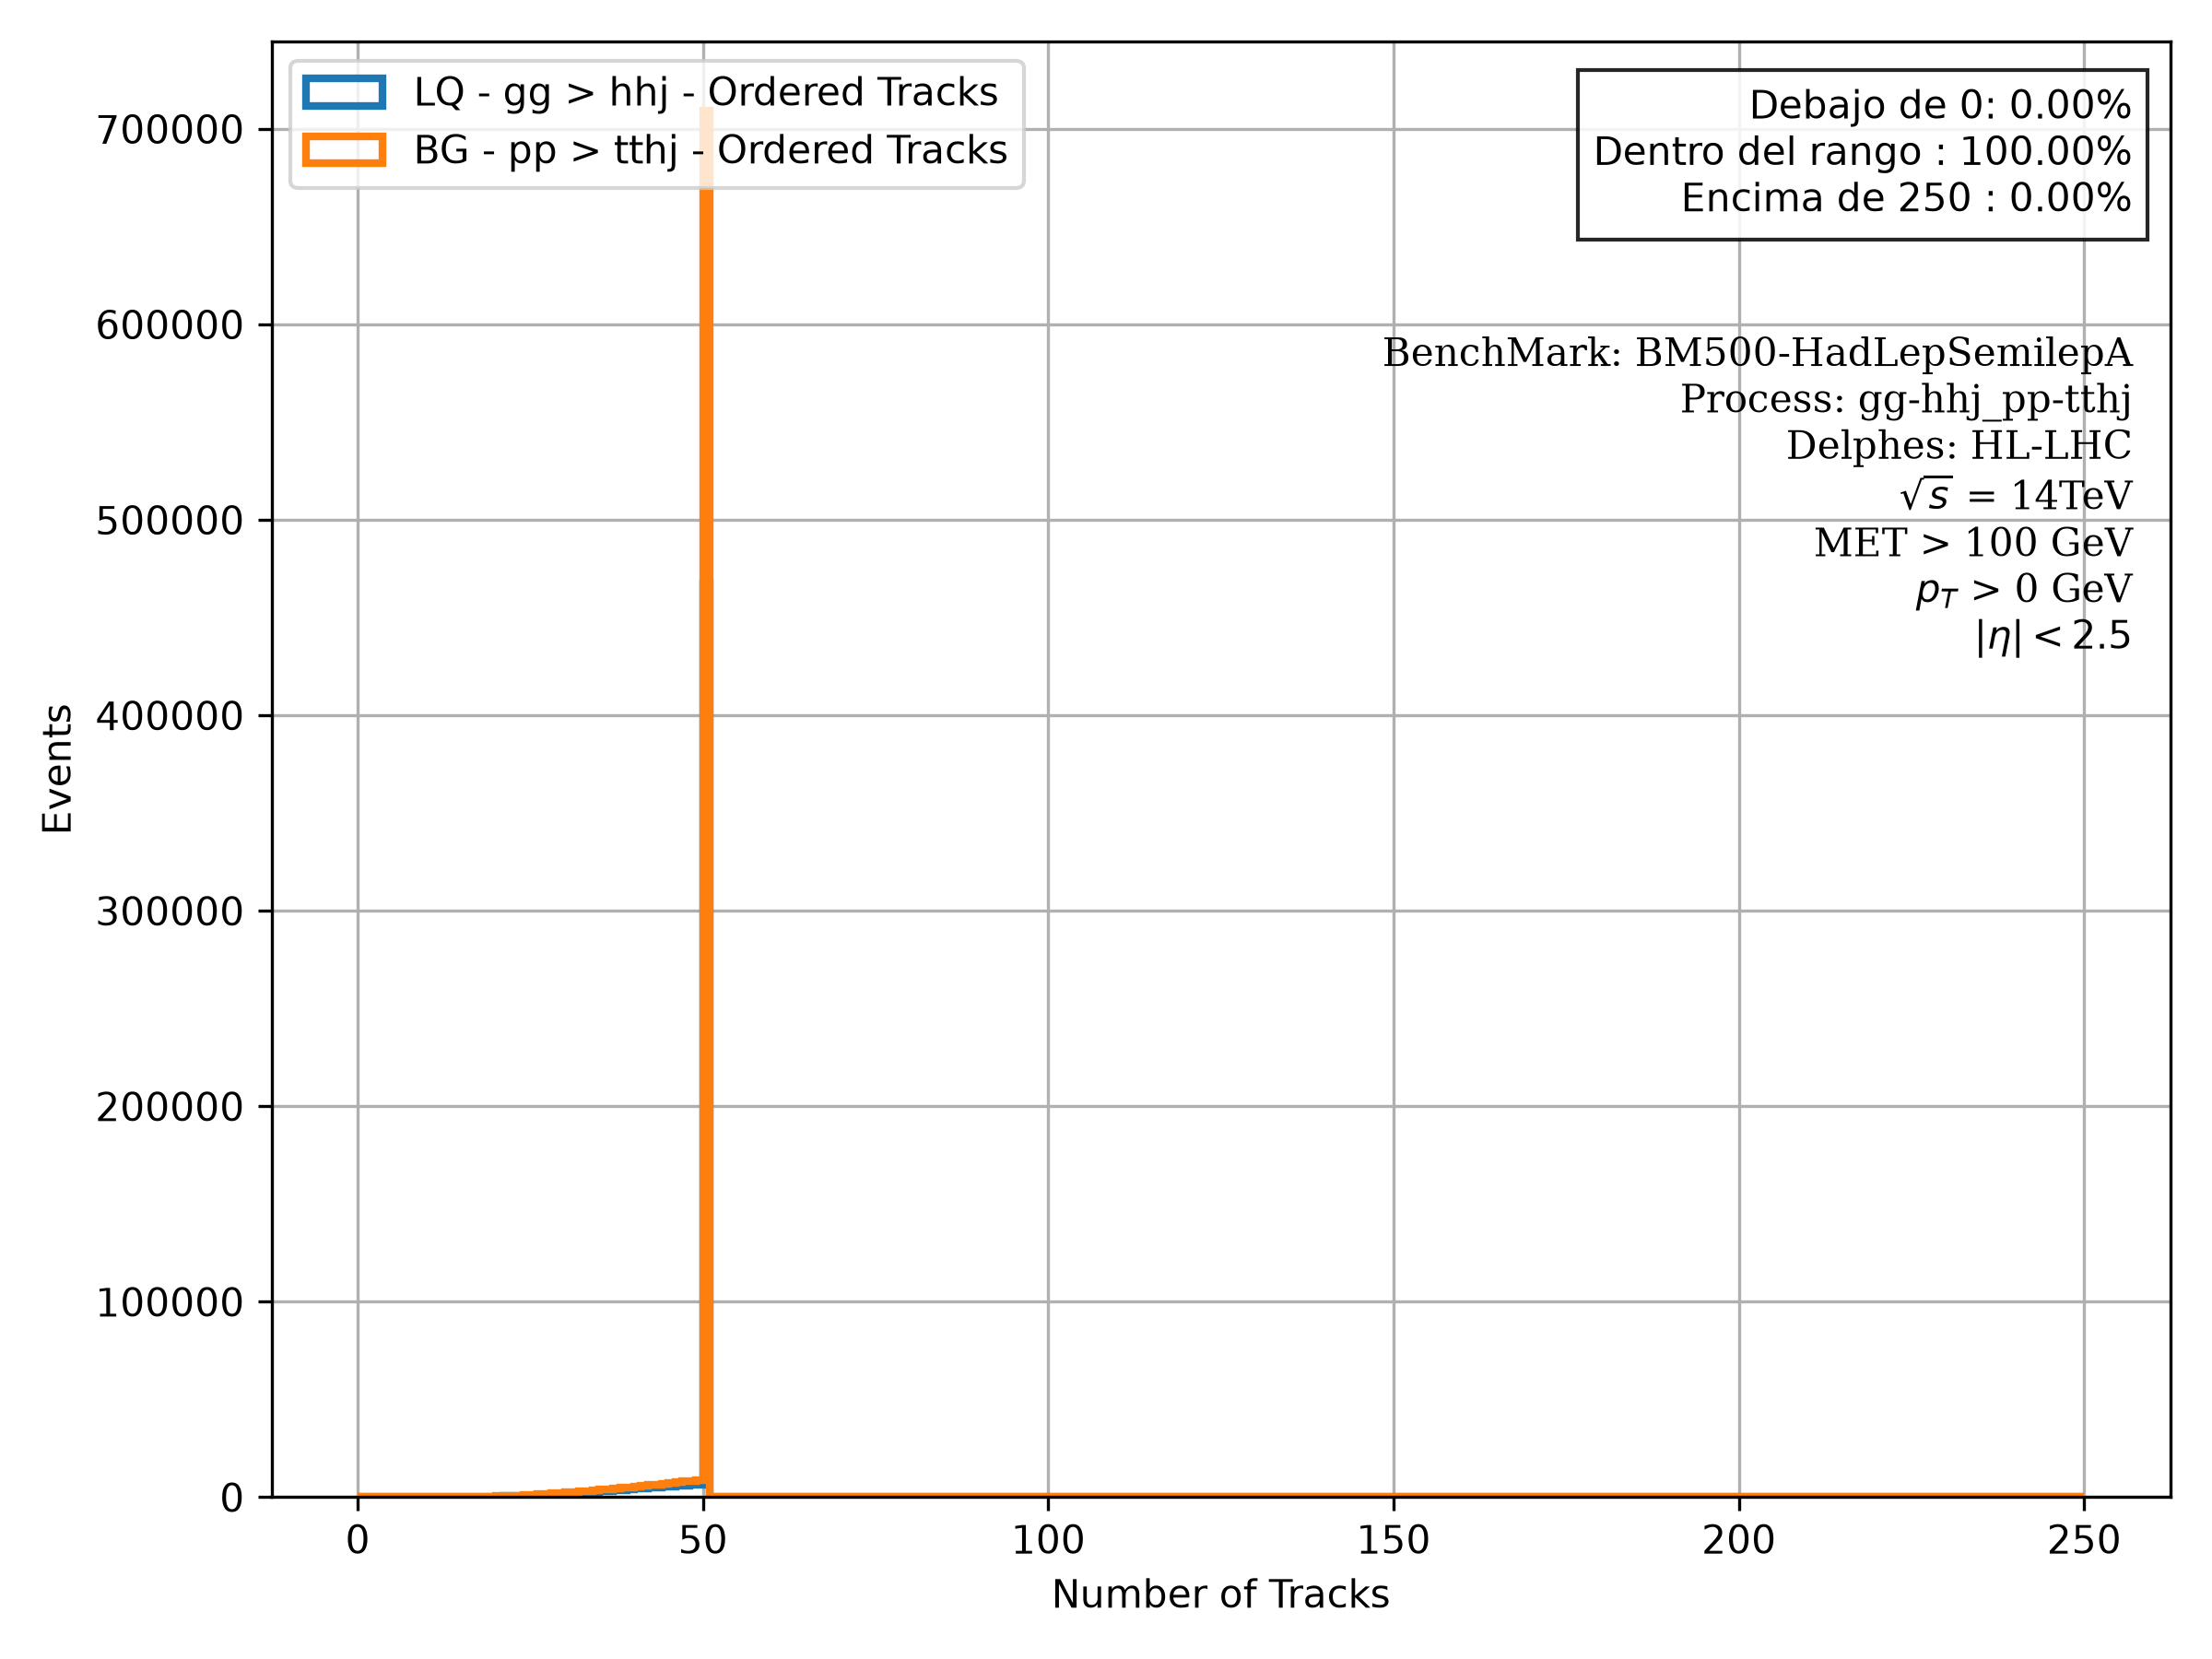 LQ - gg > hhj - Ordered Tracks
BG - pp > tthj - Ordered Tracks
Debajo de 0: 0.00%
Dentro del rango : 100.00%
Encima de 250 : 0.00%
BenchMark: BM500-HadLepSemilepA
Process: gg-hhj_pp-tthj
Delphes: HL-LHC
√s = 14TeV
MET > 100 GeV
p_T > 0 GeV
|η| < 2.5
700000
600000
500000
400000
300000
200000
100000
0
Events
0 50 100 150 200 250
Number of Tracks